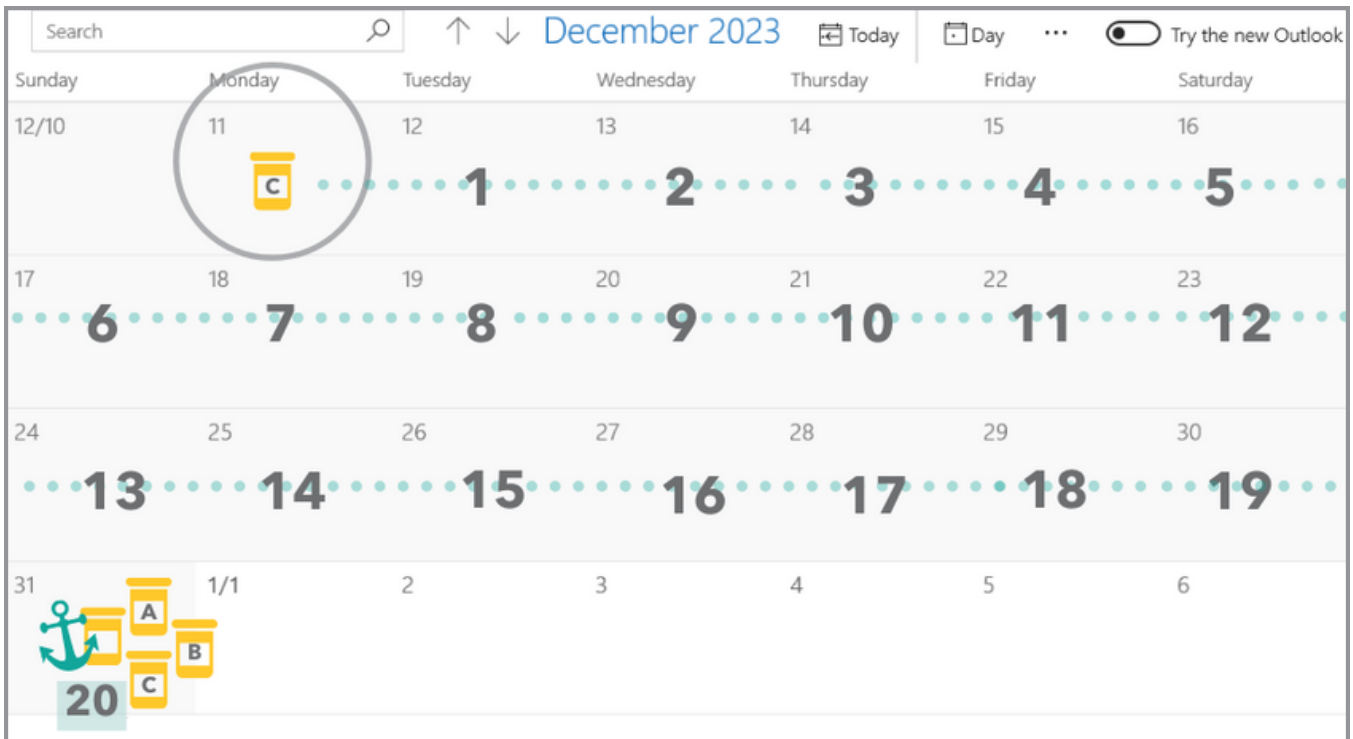 Search December 2023 Today Day ... Try the new Outlook
Sunday Monday Tuesday Wednesday Thursday Friday Saturday
12/10 11 12 13 14 15 16
C 1 2 3 4 5
17 18 19 20 21 22 23
6 7 8 9 10 11 12
24 25 26 27 28 29 30
13 14 15 16 17 18 19
31 1/1 2 3 4 5 6
A
B
C
20